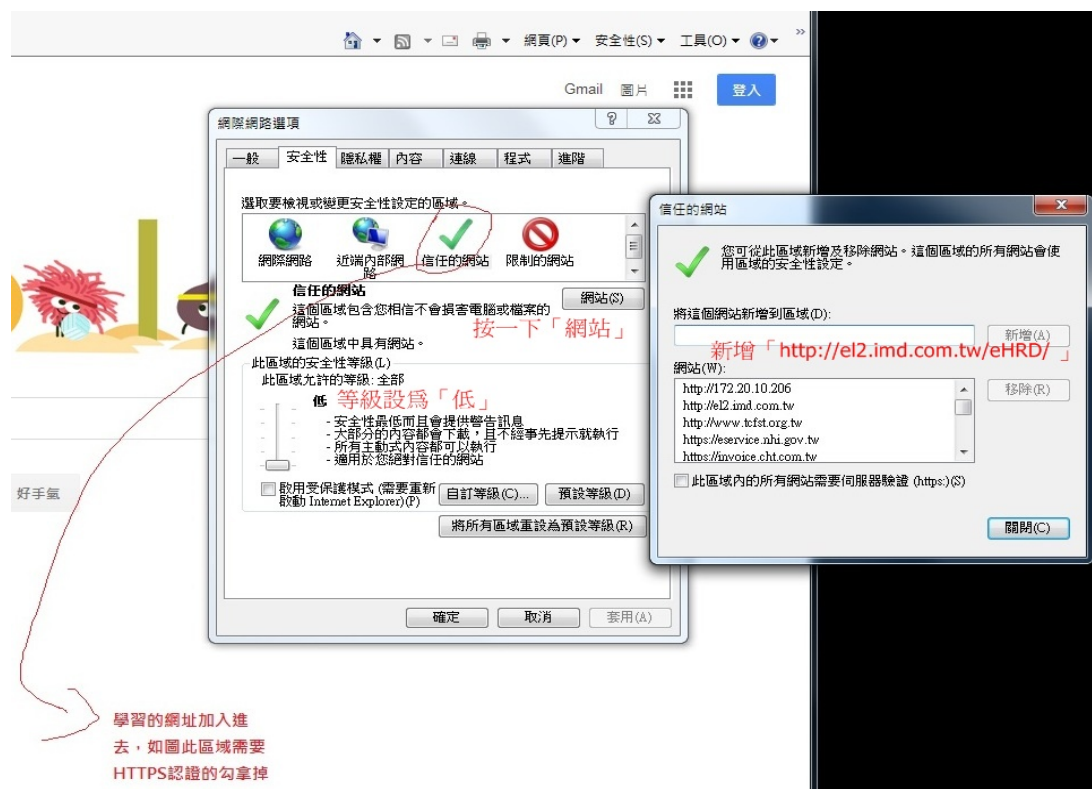 網頁(P) 安全性(S) 工具(O) »
Gmail 圖片 登入
網際網路選項
一般 安全性 隱私權 內容 連線 程式 進階
選取要檢視或變更安全性設定的區域。
網際網路 近端內部網路 信任的網站 限制的網站
信任的網站
網站(S)
這個區域包含您相信不會損害電腦或檔案的
網站。
按一下「網站」
這個區域中具有網站。
此區域的安全性等級(L)
此區域允許的等級: 全部
低 等級設爲「低」
- 安全性最低而且會提供警告訊息
- 大部分的內容都會下載，且不經事先提示就執行
- 所有主動式內容都可以執行
- 適用於您絕對信任的網站
啟用受保護模式 (需要重新
啟動 Internet Explorer)(P)
自訂等級(C)... 預設等級(D)
將所有區域重設為預設等級(R)
確定 取消 套用(A)
信任的網站
您可從此區域新增及移除網站。這個區域的所有網站會使
用區域的安全性設定。
將這個網站新增到區域(D):
新增(A)
新增「http://el2.imd.com.tw/eHRD/ 」
網站(W):
http://172.20.10.206
移除(R)
http://el2.imd.com.tw
http://www.tcfst.org.tw
https://eservice.nhi.gov.tw
https://invoice.cht.com.tw
此區域內的所有網站需要伺服器驗證 (https:)(S)
關閉(C)
好手氣
學習的網址加入進
去，如圖此區域需要
HTTPS認證的勾拿掉